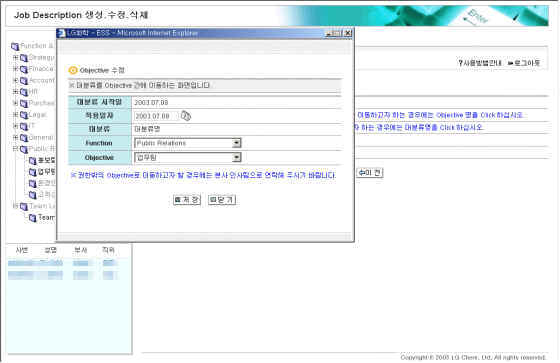 Job Description 생성.수정.삭제
Enter
LG화학 - ESS - Microsoft Internet Explorer
Function &
Strategy
Finance
Account
HR
Purchas
Legal
IT
General
Public R
홍보팀
업무팀
Team Le
Team
?사용방법안내
로그아웃
Objective 수정
※ 대분류를 Objective 간에 이동하는 화면입니다.
대분류 시작일 2003.07.08
적용일자 2003.07.08
대분류 대분류명
Function Public Relations
Objective 업무팀
※ 권한밖의 Objective로 이동하고자 할 경우에는 본사 인사팀으로 연락해 주시기 바랍니다.
저 장 닫 기
이동하고자 하는 경우에는 Objective 명을 Click 하십시오.
자 하는 경우에는 대분류명을 Click 하십시오.
이 전
사번 성명 부서 직위
Copyright © 2003 LG Chem, Ltd. All rights reserved.